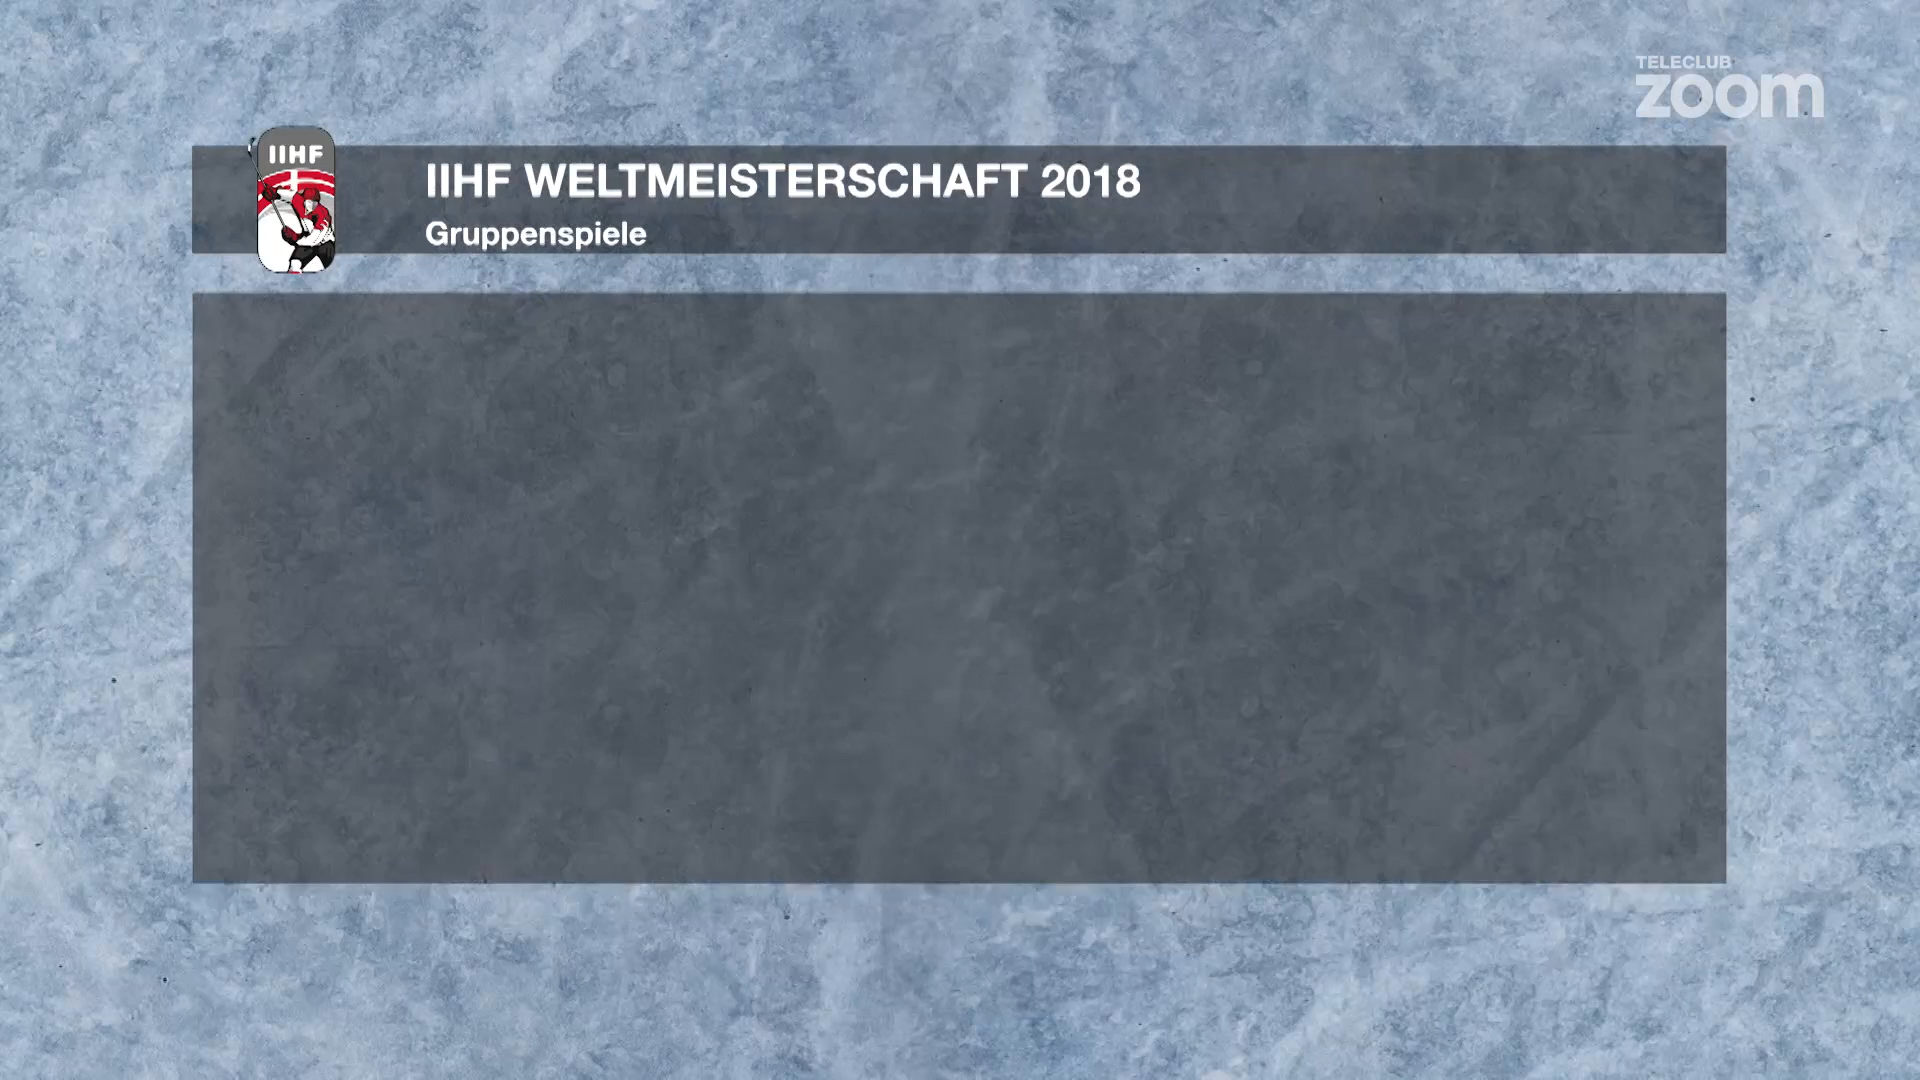 TELECLUB
zoom
IIHF
IIHF WELTMEISTERSCHAFT 2018
Gruppenspiele